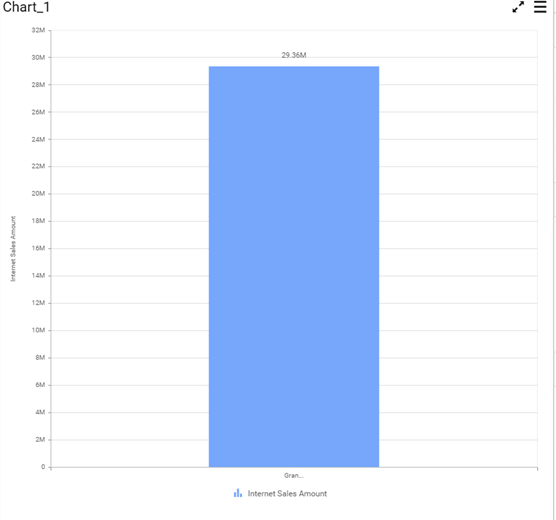 Chart_1
32M
29.36M
30M
28M
26M
24M
22M
20M
18M
16M
14M
12M
10M
8M
6M
4M
2M
0
Internet Sales Amount
Gran...
Internet Sales Amount